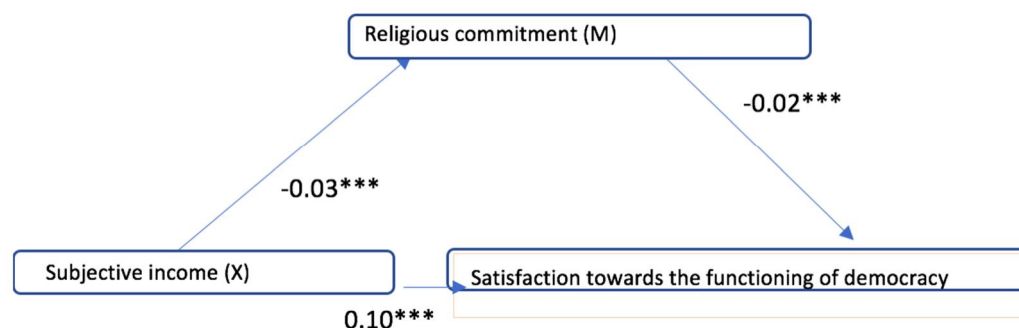 Religious commitment (M)
-0.02***
-0.03***
Subjective income (X)
Satisfaction towards the functioning of democracy
0.10***